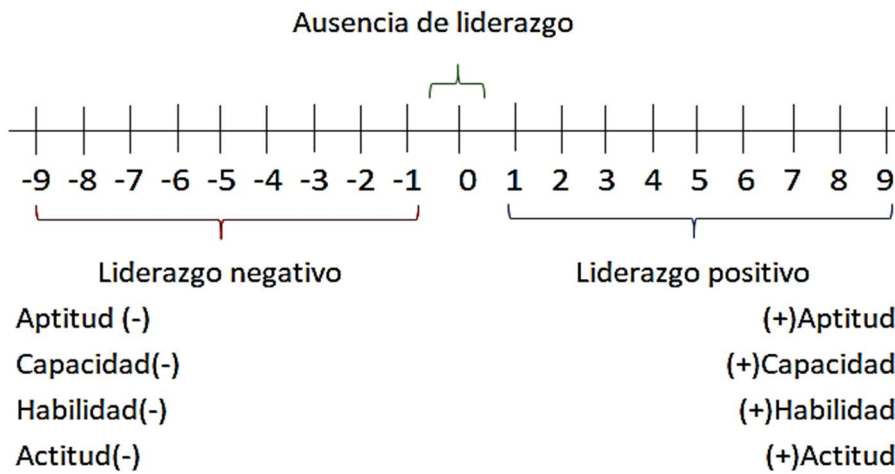 Ausencia de liderazgo
-9 -8 -7 -6 -5 -4 -3 -2 -1 0 1 2 3 4 5 6 7 8 9
Liderazgo negativo Liderazgo positivo
Aptitud (-) (+)Aptitud
Capacidad(-) (+)Capacidad
Habilidad(-) (+)Habilidad
Actitud(-) (+)Actitud